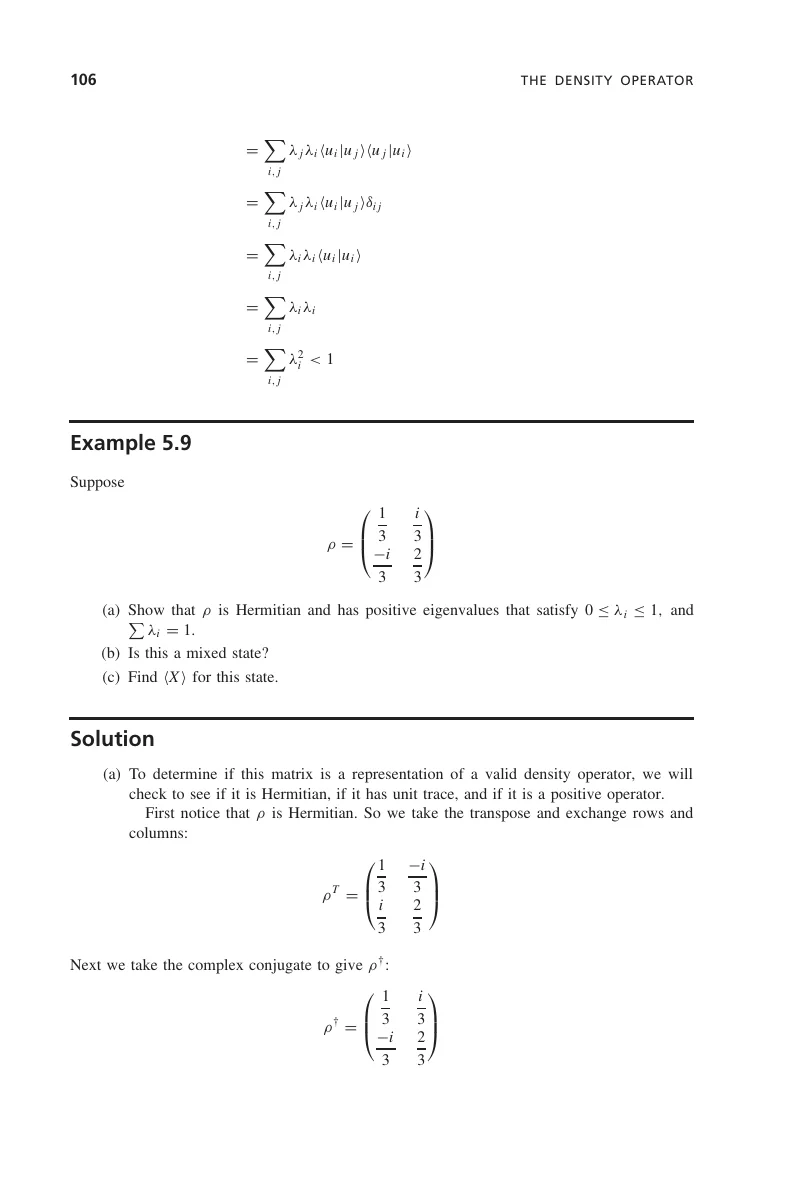 106 THE DENSITY OPERATOR
= ∑_{i,j} λ_j λ_i ⟨u_i|u_j⟩⟨u_j|u_i⟩
= ∑_{i,j} λ_j λ_i ⟨u_i|u_j⟩δ_{ij}
= ∑_{i,j} λ_i λ_i ⟨u_i|u_i⟩
= ∑_{i,j} λ_i λ_i
= ∑_{i,j} λ_i^2 < 1
Example 5.9
Suppose
ρ = ( 1/3 i/3 ; −i/3 2/3 )
(a) Show that ρ is Hermitian and has positive eigenvalues that satisfy 0 ≤ λ_i ≤ 1, and
∑ λ_i = 1.
(b) Is this a mixed state?
(c) Find ⟨X⟩ for this state.
Solution
(a) To determine if this matrix is a representation of a valid density operator, we will
check to see if it is Hermitian, if it has unit trace, and if it is a positive operator.
First notice that ρ is Hermitian. So we take the transpose and exchange rows and
columns:
ρ^T = ( 1/3 −i/3 ; i/3 2/3 )
Next we take the complex conjugate to give ρ^†:
ρ^† = ( 1/3 i/3 ; −i/3 2/3 )